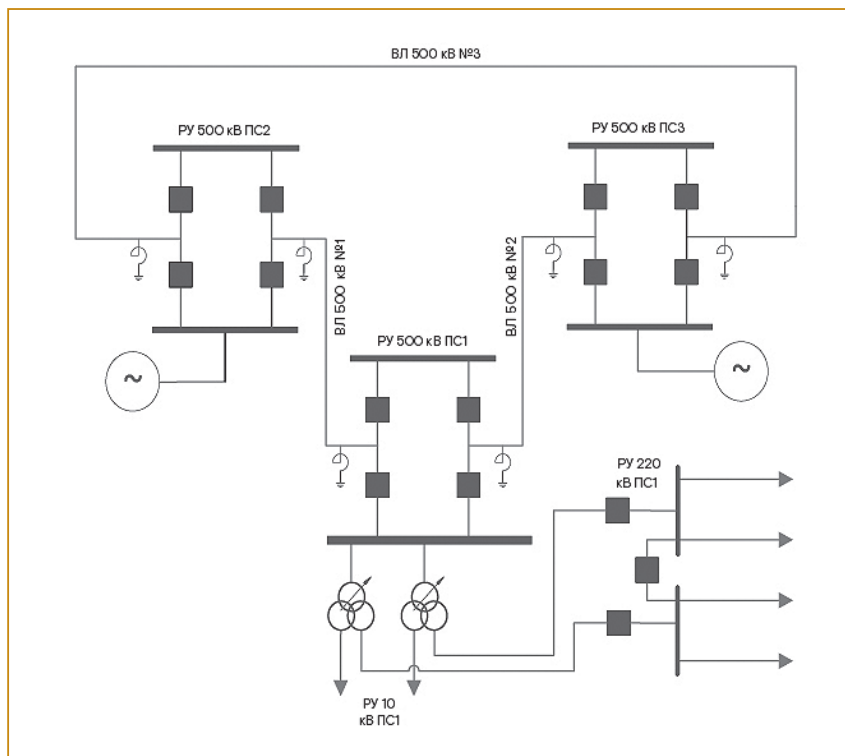 ВЛ 500 кВ №3
РУ 500 кВ ПС2
РУ 500 кВ ПС3
ВЛ 500 кВ №1
ВЛ 500 кВ №2
РУ 500 кВ ПС1
РУ 220
кВ ПС1
РУ 10
кВ ПС1